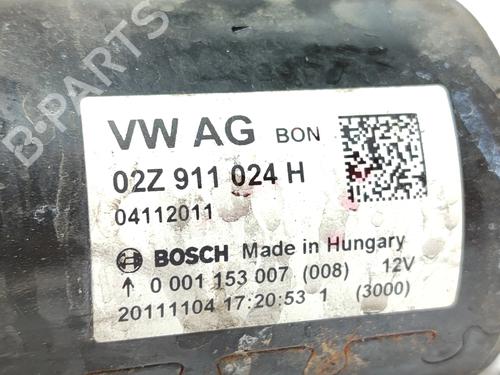 B-PARTS
VW AG BON
02Z 911 024 H
04112011
BOSCH Made in Hungary
↑ 0 001 153 007 (008) 12V
20111104 17:20:53 1 (3000)